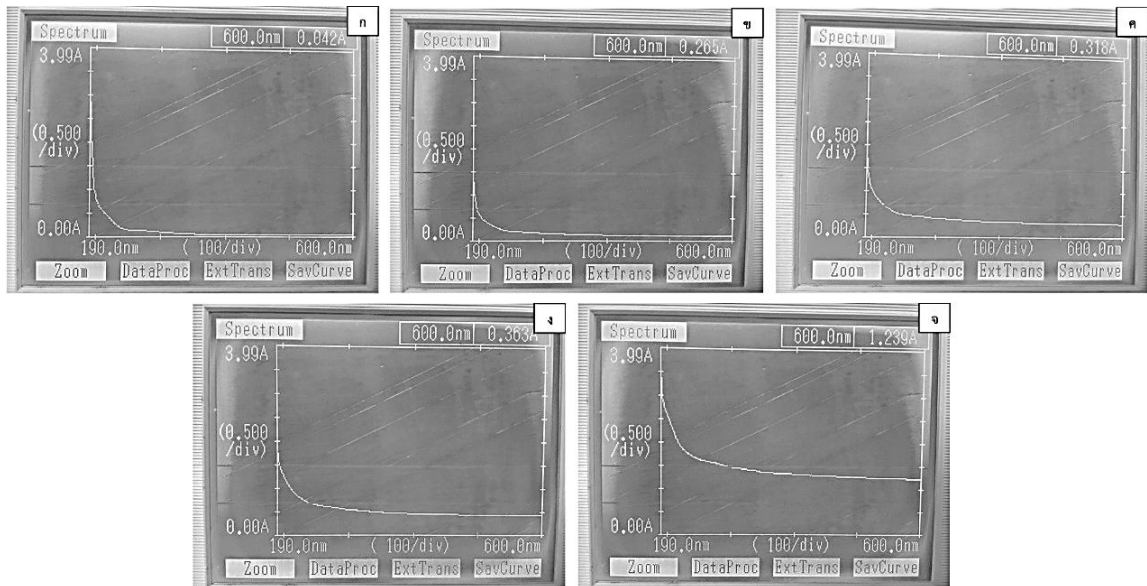 ก
Spectrum
600.0nm 0.042A
3.99A
(0.500
/div)
0.00A
190.0nm ( 100/div) 600.0nm
Zoom DataProc ExtTrans SavCurve
ข
Spectrum
600.0nm 0.265A
3.99A
(0.500
/div)
0.00A
190.0nm ( 100/div) 600.0nm
Zoom DataProc ExtTrans SavCurve
ค
Spectrum
600.0nm 0.318A
3.99A
(0.500
/div)
0.00A
190.0nm ( 100/div) 600.0nm
Zoom DataProc ExtTrans SavCurve
ง
Spectrum
600.0nm 0.363A
3.99A
(0.500
/div)
0.00A
190.0nm ( 100/div) 600.0nm
Zoom DataProc ExtTrans SavCurve
จ
Spectrum
600.0nm 1.239A
3.99A
(0.500
/div)
0.00A
190.0nm ( 100/div) 600.0nm
Zoom DataProc ExtTrans SavCurve